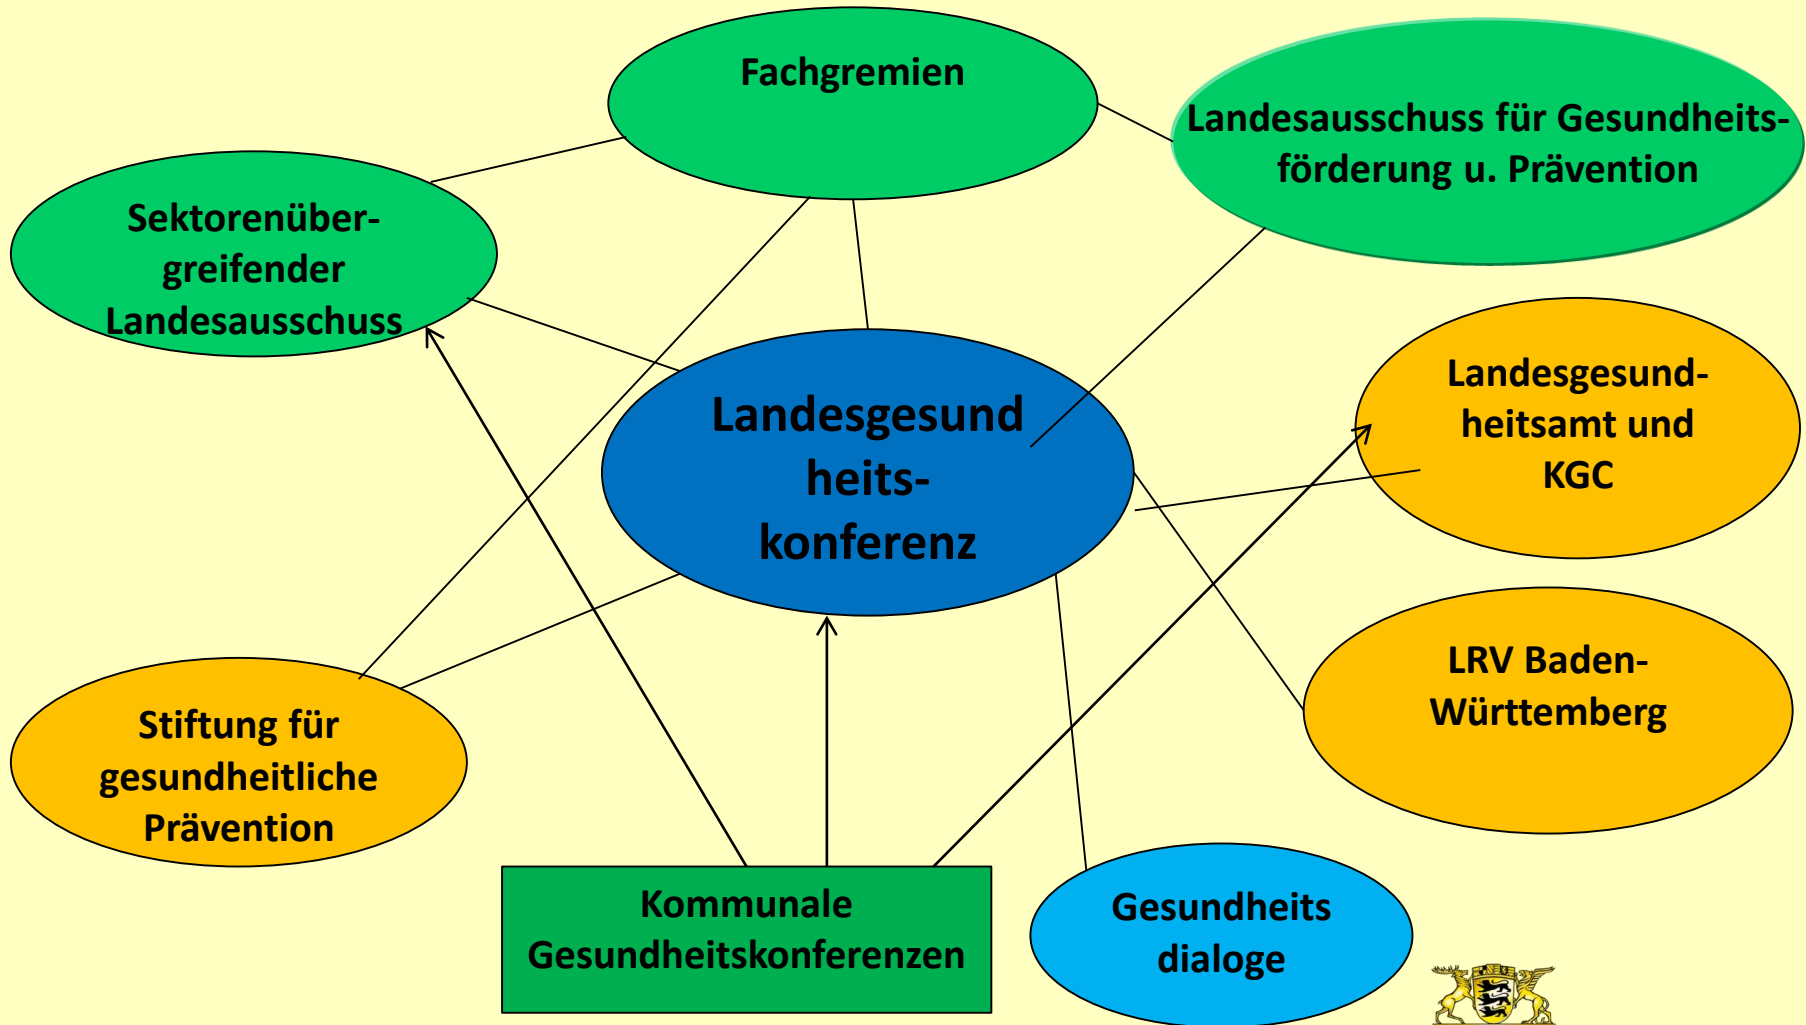 Fachgremien
Landesausschuss für Gesundheits-
förderung u. Prävention
Sektorenüber-
greifender
Landesausschuss
Landesgesund
heits-
konferenz
Landesgesund-
heitsamt und
KGC
LRV Baden-
Württemberg
Stiftung für
gesundheitliche
Prävention
Kommunale
Gesundheitskonferenzen
Gesundheits
dialoge